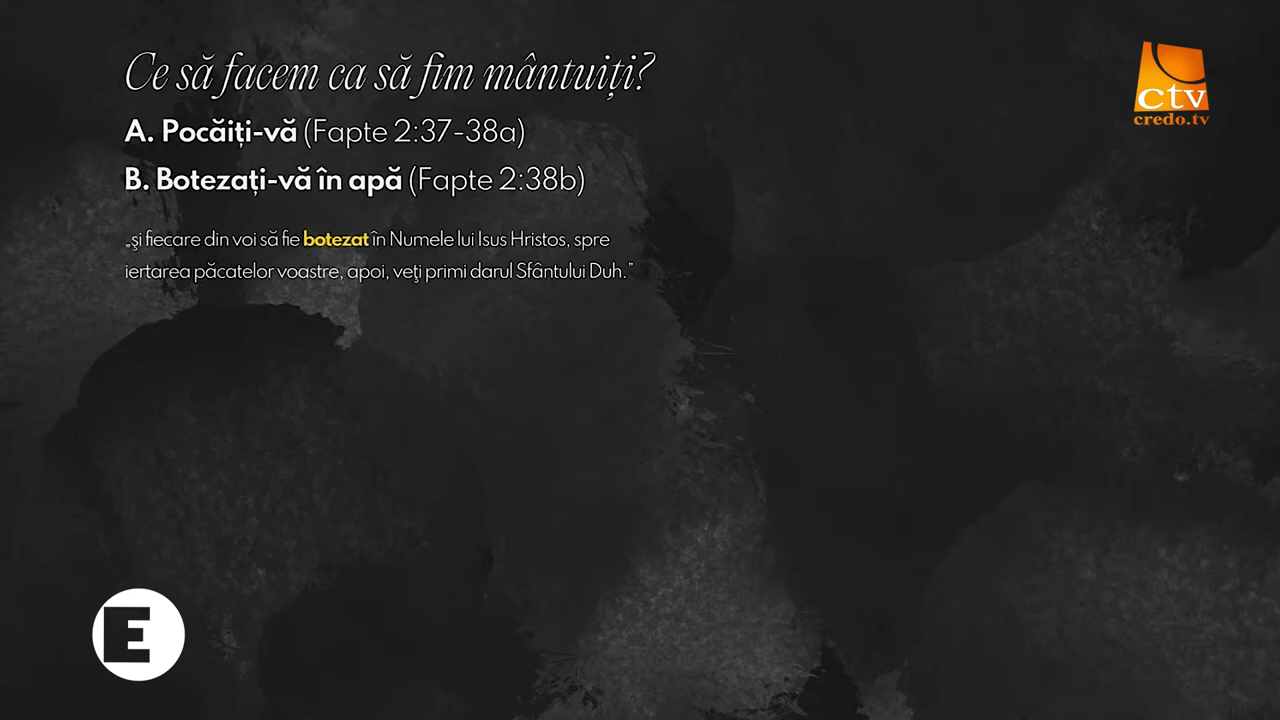 Ce să facem ca să fim mântuiți?
A. Pocăiți-vă (Fapte 2:37-38a)
B. Botezați-vă în apă (Fapte 2:38b)
„şi fiecare din voi să fie botezat în Numele lui Isus Hristos, spre
iertarea păcatelor voastre, apoi, veţi primi darul Sfântului Duh.”
ctv
credo.tv
E